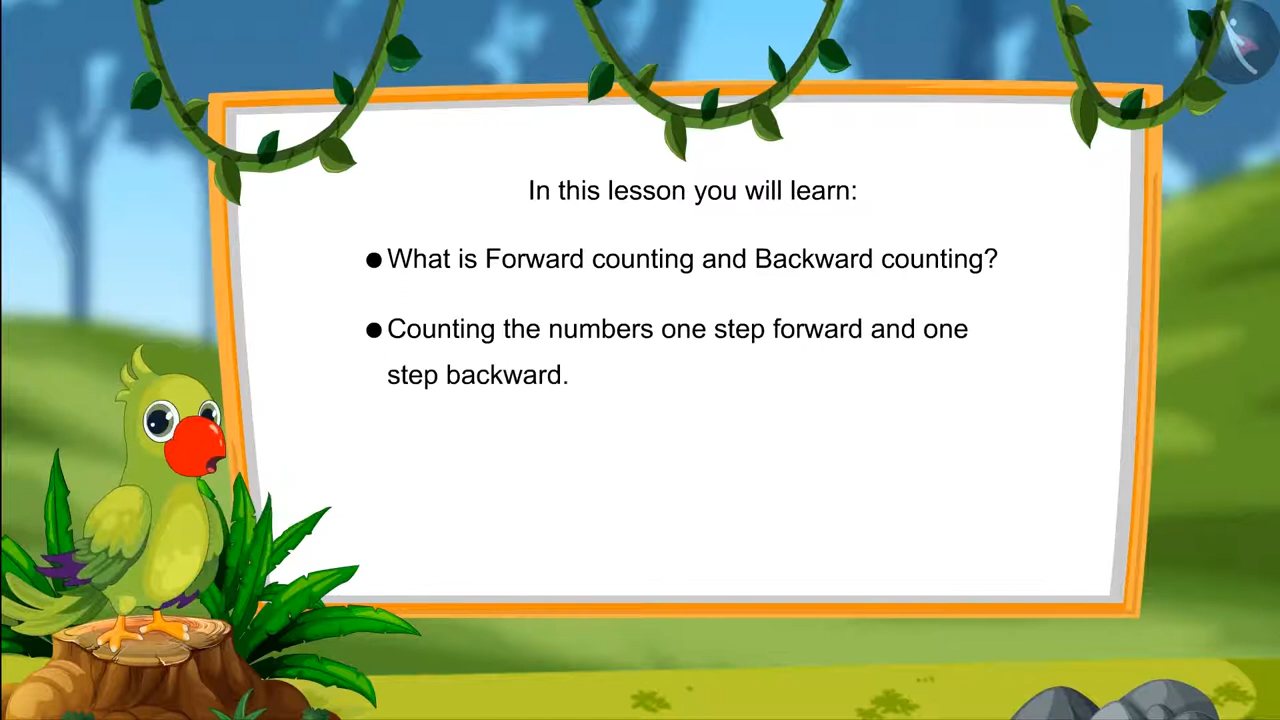 In this lesson you will learn:
●What is Forward counting and Backward counting?
●Counting the numbers one step forward and one
step backward.